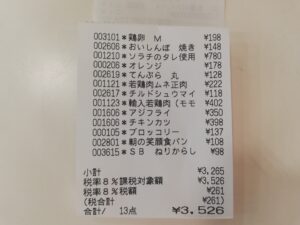 003101*鶏卵 M ¥198
002606*おいしんぼ 焼き ¥148
001210*ソラチのタレ使用 ¥780
002206*オレンジ ¥178
002619*てんぷら 丸 ¥128
001121*若鶏肉ムネ正肉 ¥222
002617*チルドシュウマイ ¥118
001123*輸入若鶏肉(モモ ¥402
001606*アジフライ ¥350
001606*チキンカツ ¥398
000105*ブロッコリー ¥137
002801*朝の笑顔食パン ¥108
003615*SB ねりからし ¥98
小計 ¥3,265
税率8%課税対象額 ¥3,526
税率8%税額 ¥261
(税合計) ¥261)
合計/ 13点 ¥3,526